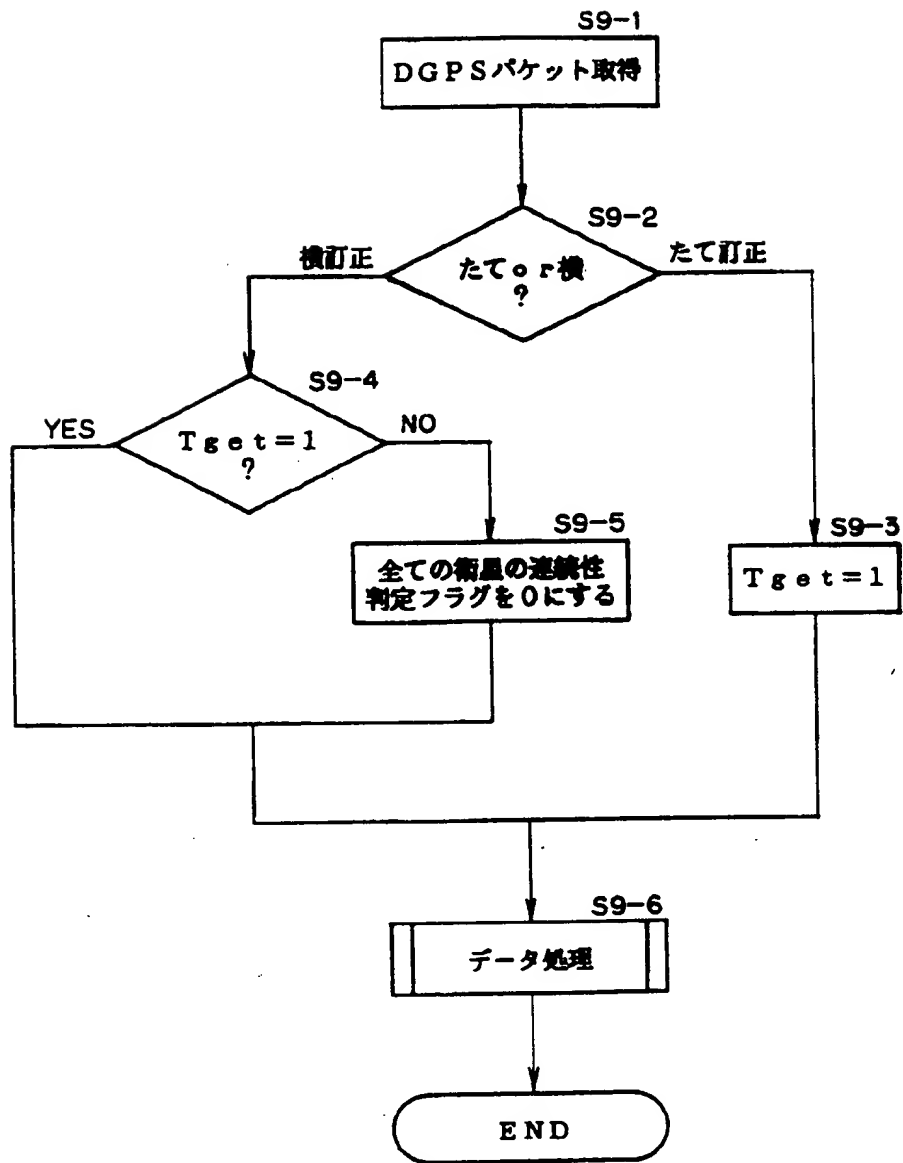 S9-1
DGPSパケット取得
S9-2
横訂正
たてor横
?
たて訂正
S9-4
YES
Tget=1
?
NO
S9-5
全ての衛星の連続性
判定フラグを0にする
S9-3
Tget=1
S9-6
データ処理
END